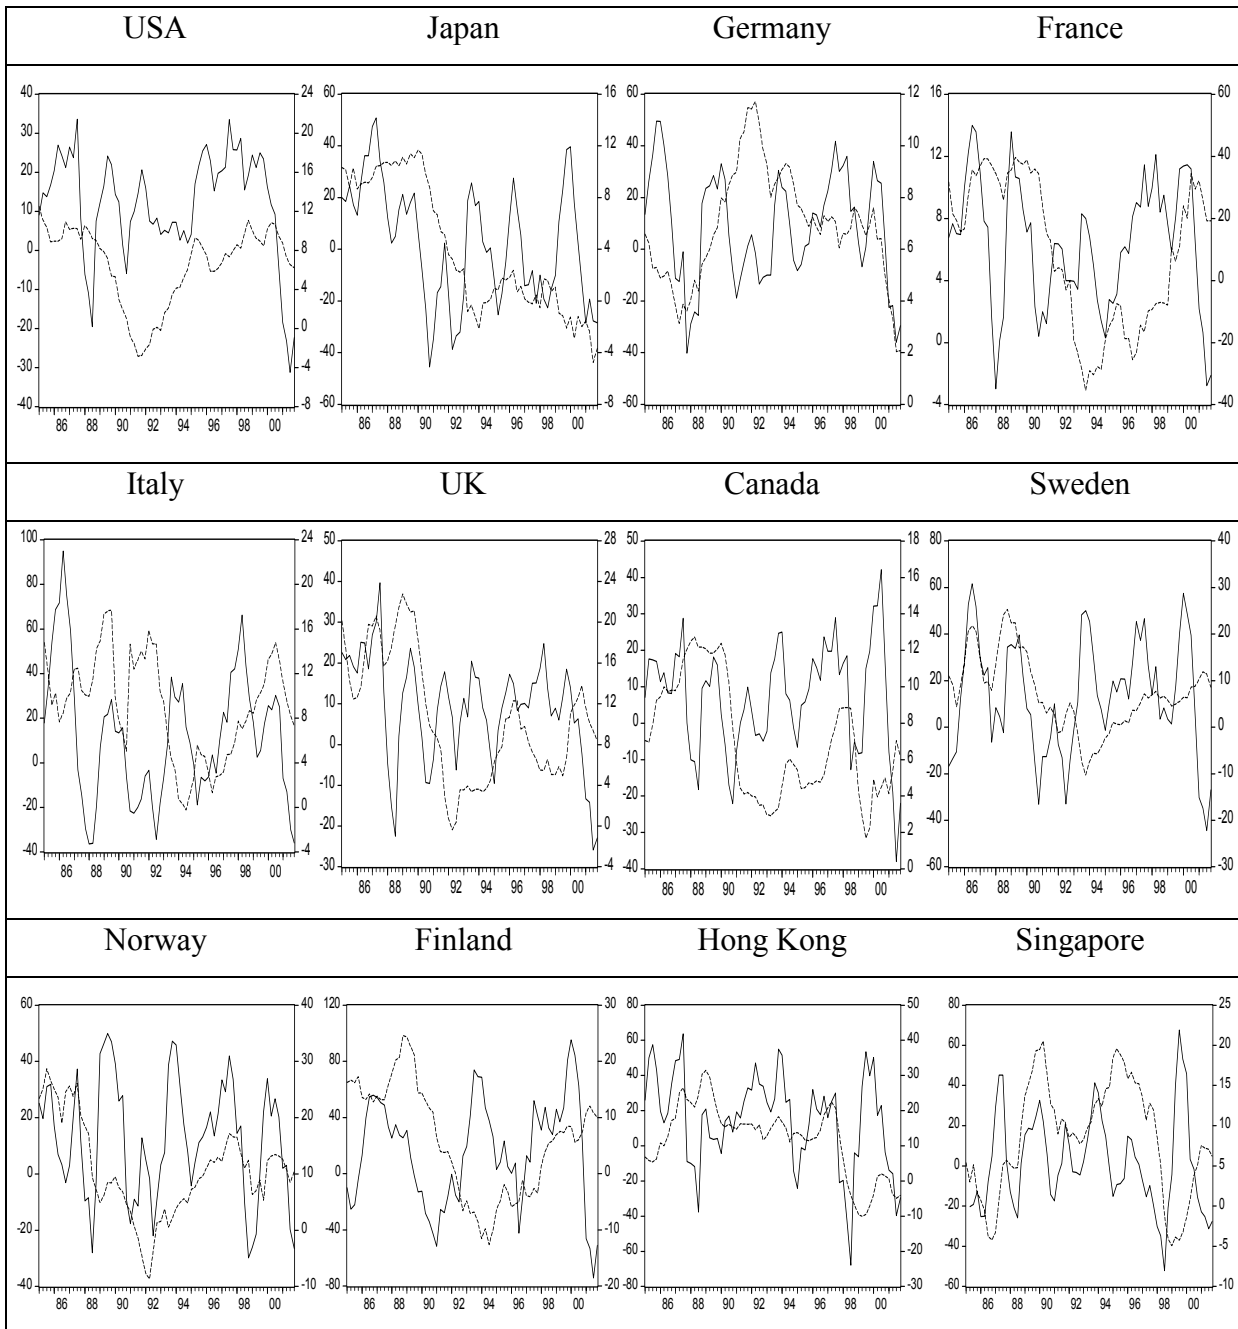 USA Japan Germany France
40 30 20 10 0 -10 -20 -30 -40
24 20 16 12 8 4 0 -4 -8
86 88 90 92 94 96 98 00
60 40 20 0 -20 -40 -60
16 12 8 4 0 -4 -8
86 88 90 92 94 96 98 00
60 40 20 0 -20 -40 -60
12 10 8 6 4 2 0
86 88 90 92 94 96 98 00
16 12 8 4 0 -4
60 40 20 0 -20 -40
86 88 90 92 94 96 98 00
Italy UK Canada Sweden
100 80 60 40 20 0 -20 -40
24 20 16 12 8 4 0 -4
86 88 90 92 94 96 98 00
50 40 30 20 10 0 -10 -20 -30
28 24 20 16 12 8 4 0 -4
86 88 90 92 94 96 98 00
50 40 30 20 10 0 -10 -20 -30 -40
18 16 14 12 10 8 6 4 2 0
86 88 90 92 94 96 98 00
80 60 40 20 0 -20 -40 -60
40 30 20 10 0 -10 -20 -30
86 88 90 92 94 96 98 00
Norway Finland Hong Kong Singapore
60 40 20 0 -20 -40
40 30 20 10 0 -10
86 88 90 92 94 96 98 00
120 80 40 0 -40 -80
30 20 10 0 -10 -20
86 88 90 92 94 96 98 00
80 60 40 20 0 -20 -40 -60 -80
50 40 30 20 10 0 -10 -20 -30
86 88 90 92 94 96 98 00
80 60 40 20 0 -20 -40 -60
25 20 15 10 5 0 -5 -10
86 88 90 92 94 96 98 00